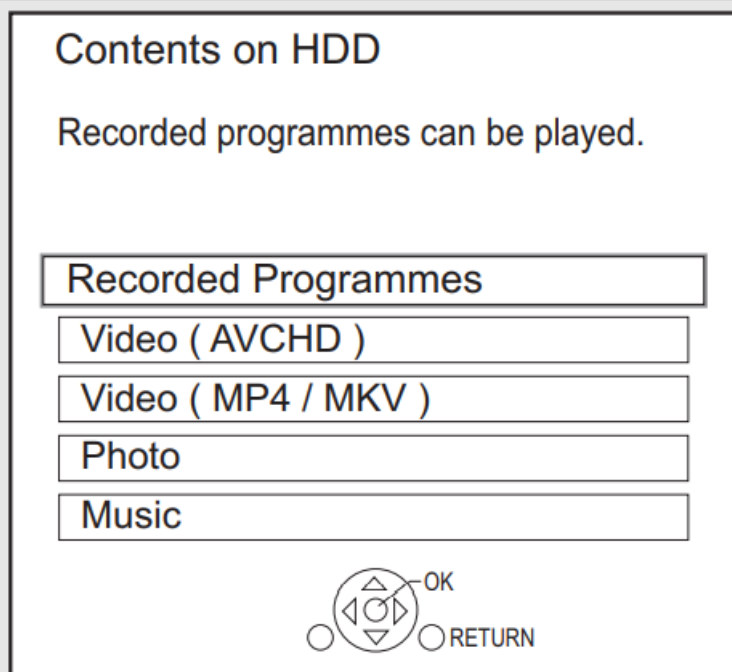 Contents on HDD
Recorded programmes can be played.
Recorded Programmes
Video ( AVCHD )
Video ( MP4 / MKV )
Photo
Music
OK
RETURN